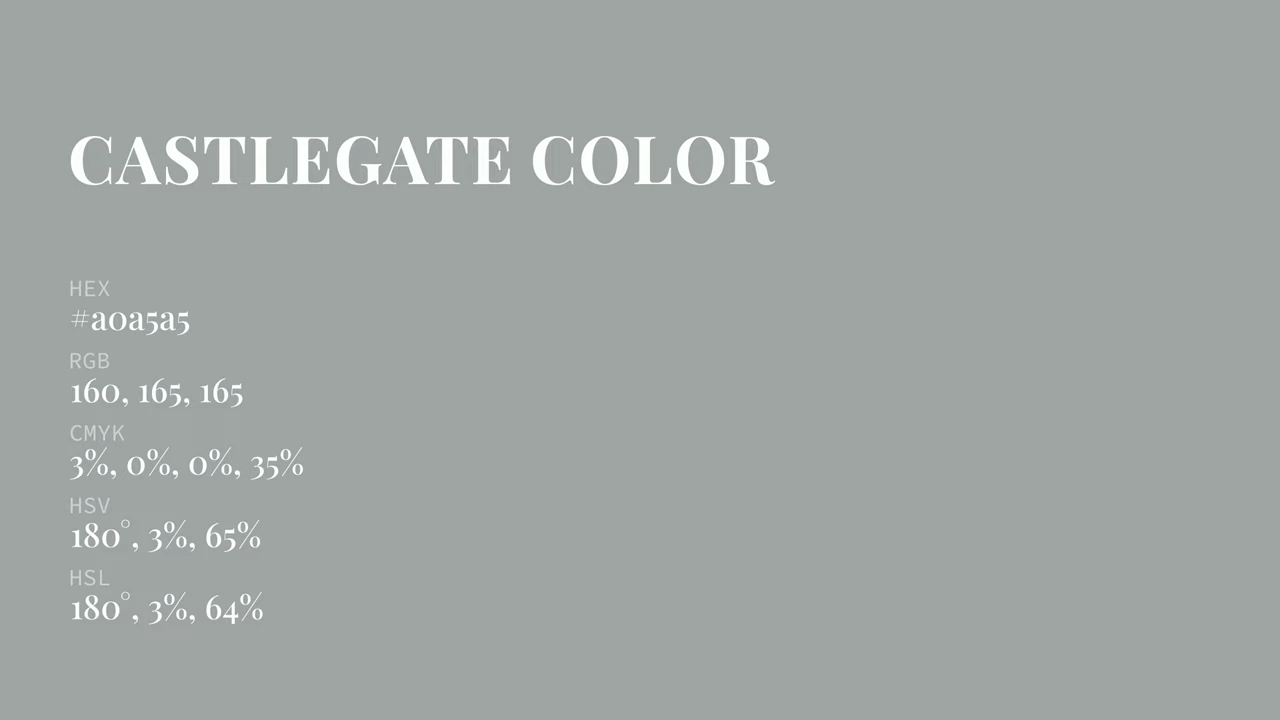 CASTLEGATE COLOR
HEX
#a0a5a5
RGB
160, 165, 165
CMYK
3%, 0%, 0%, 35%
HSV
180°, 3%, 65%
HSL
180°, 3%, 64%